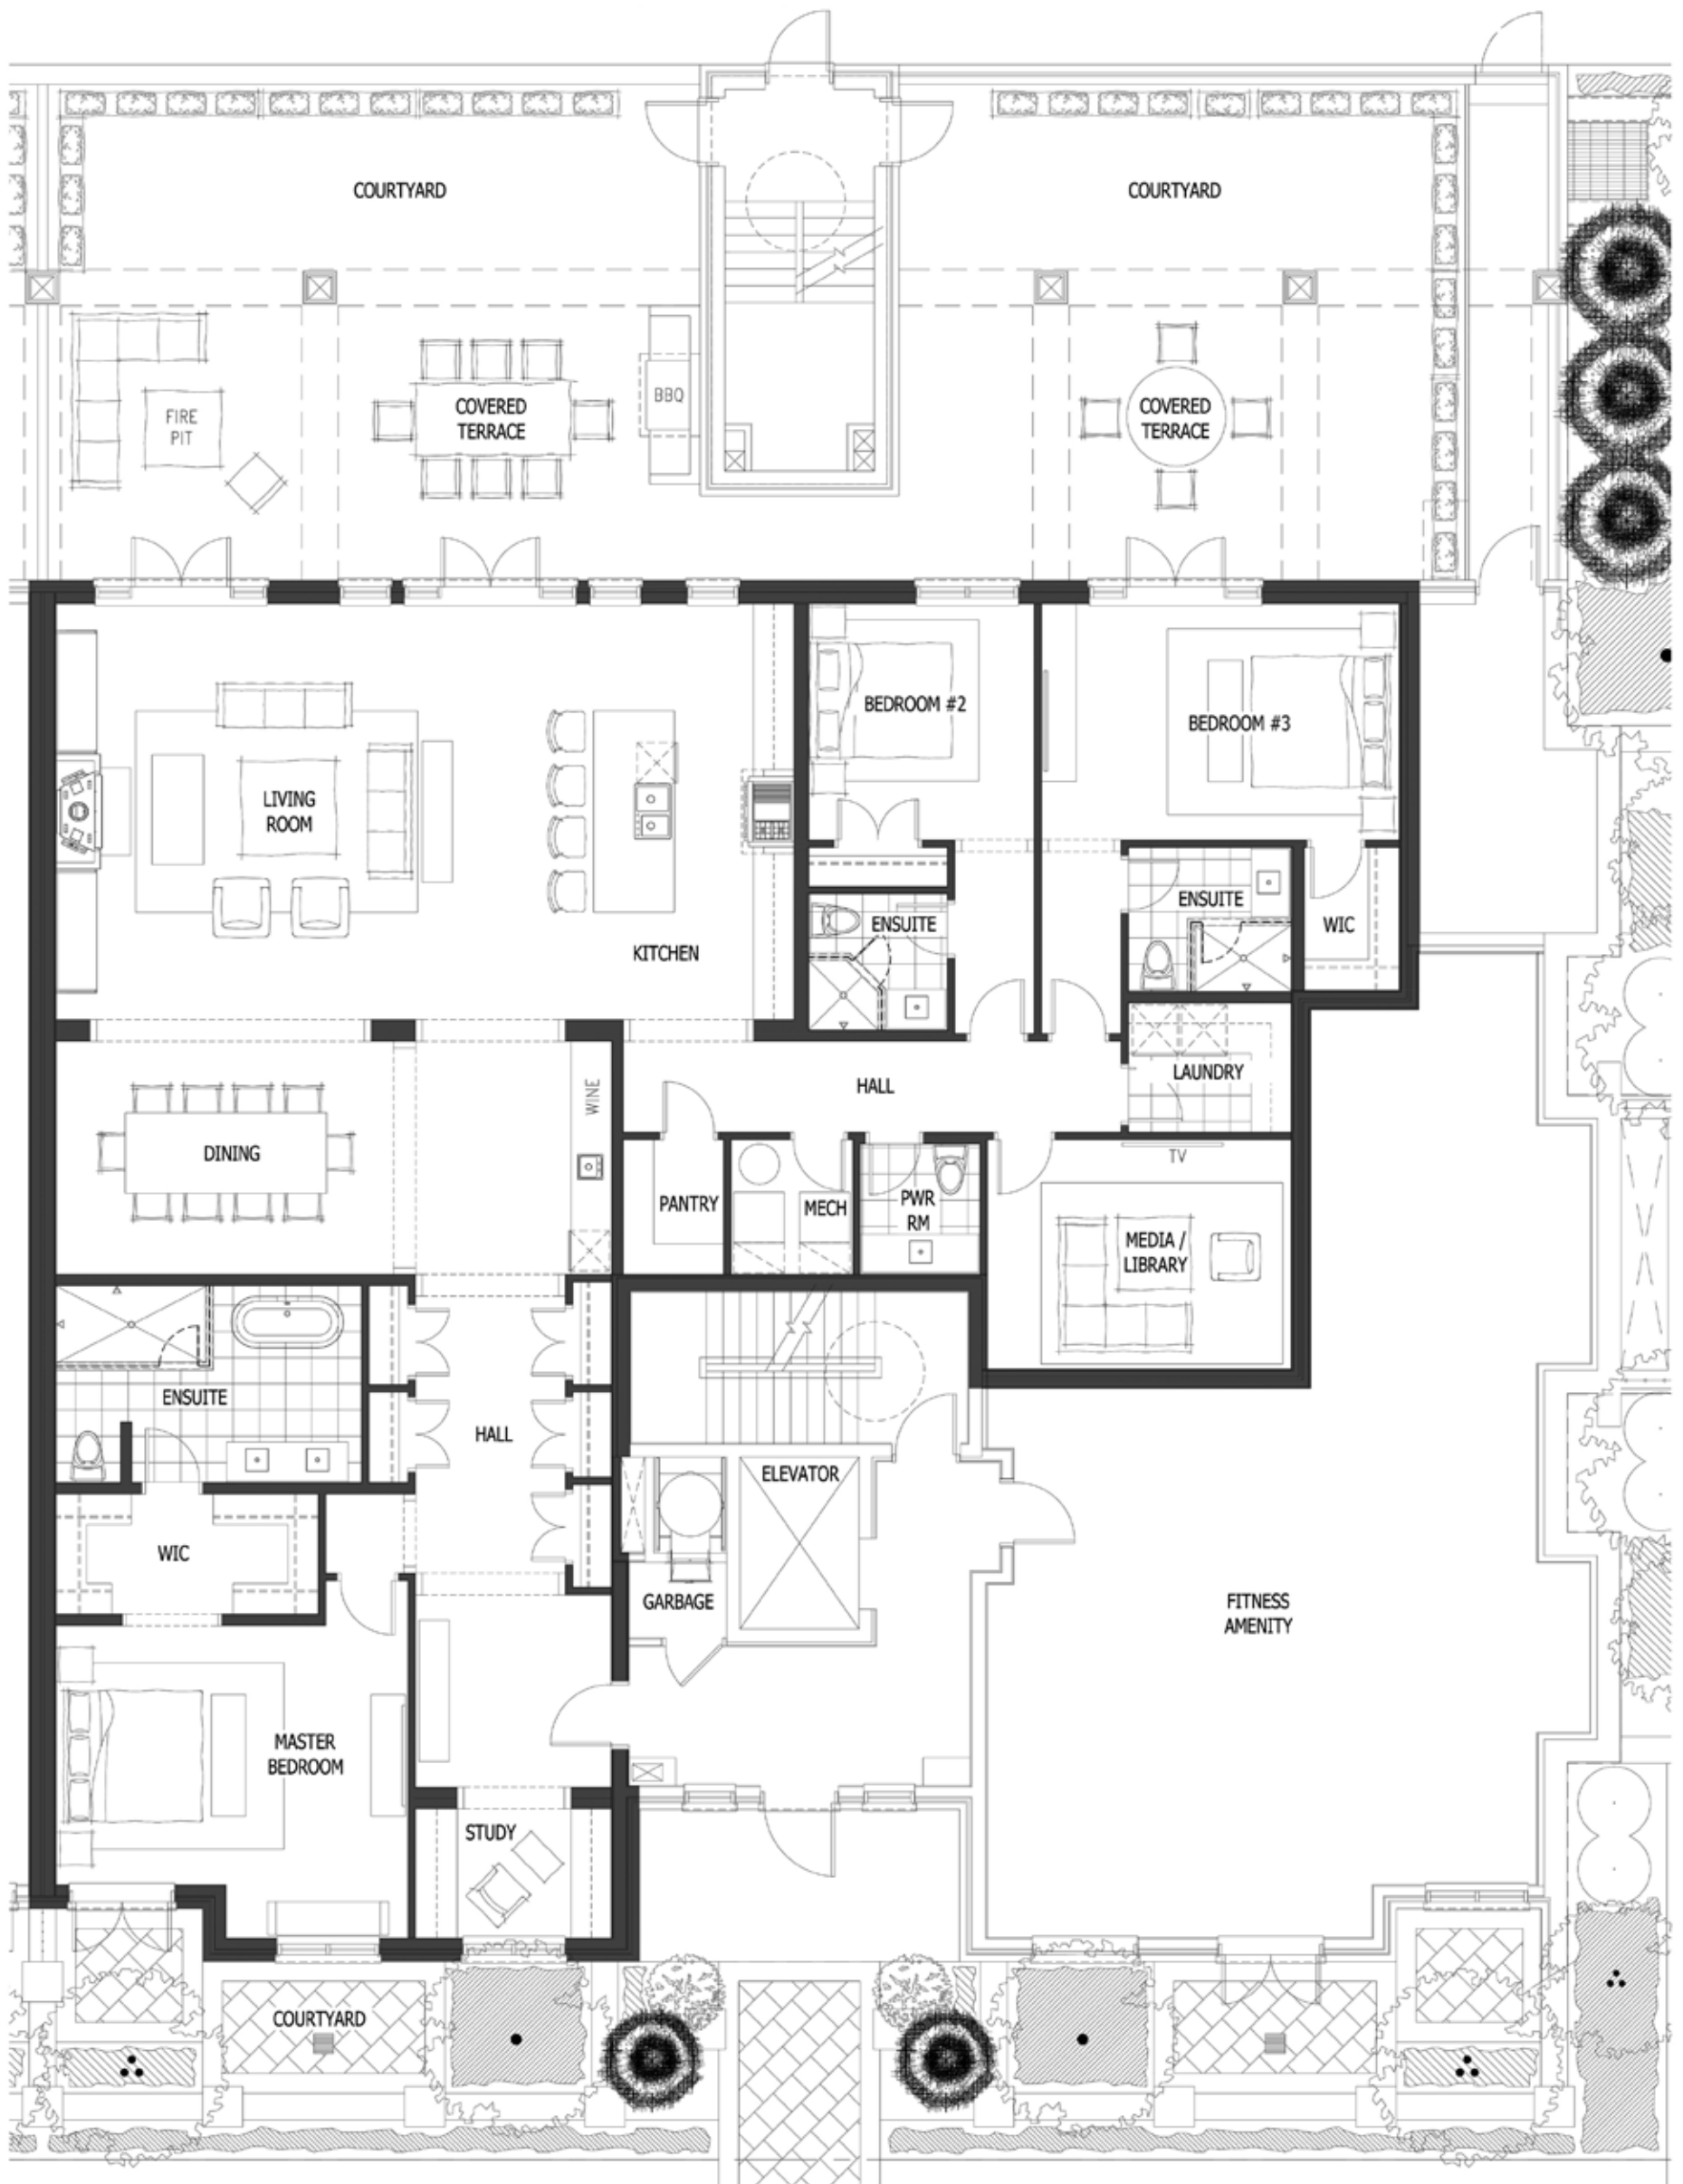 COURTYARD
COURTYARD
FIRE
PIT
COVERED
TERRACE
BBQ
COVERED
TERRACE
BEDROOM #2
BEDROOM #3
LIVING
ROOM
KITCHEN
ENSUITE
ENSUITE
WIC
HALL
LAUNDRY
WINE
DINING
TV
PANTRY
MECH
PWR
RM
MEDIA /
LIBRARY
ENSUITE
HALL
ELEVATOR
WIC
GARBAGE
FITNESS
AMENITY
MASTER
BEDROOM
STUDY
COURTYARD